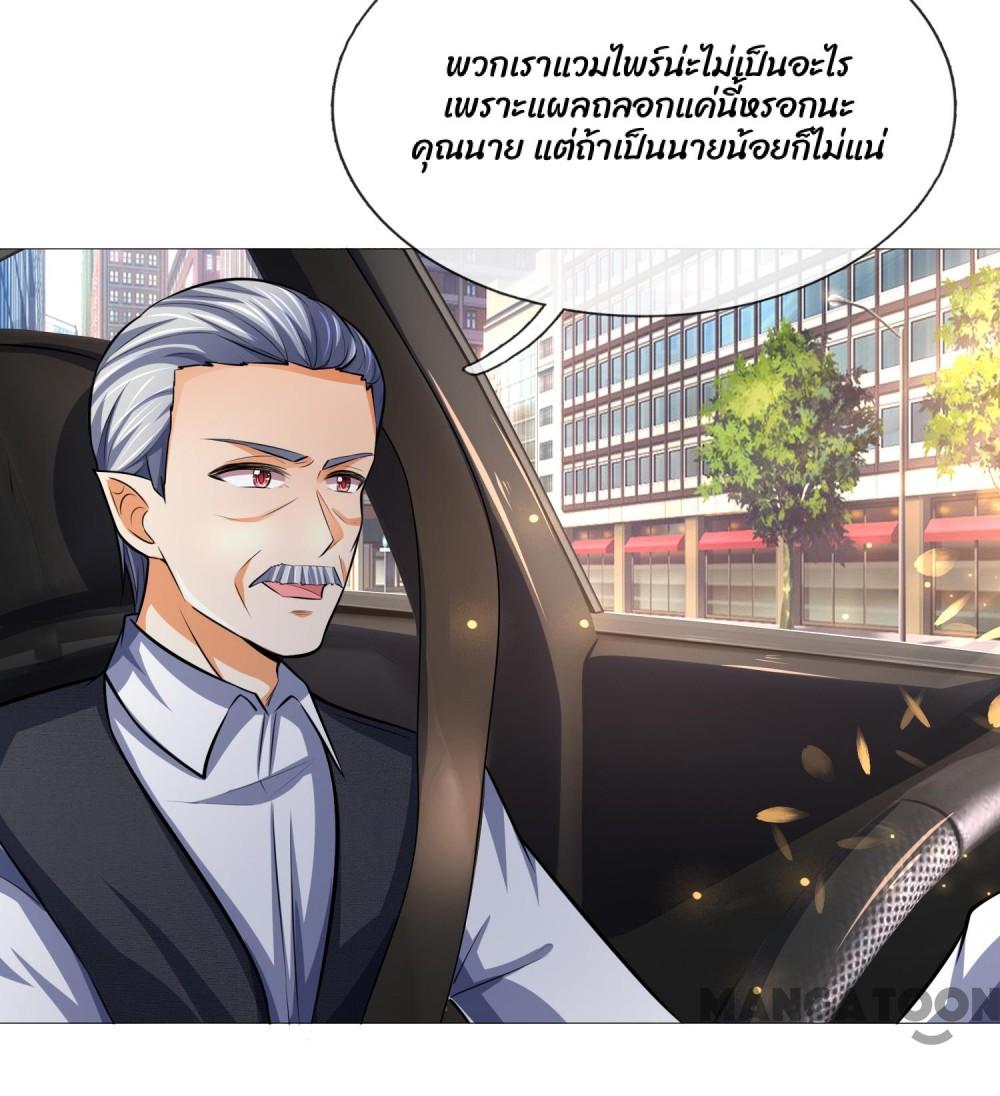 พวกเราแวมไพร์น่ะไม่เป็นอะไร
เพราะแผลถลอกแค่นี้หรอกนะ
คุณนาย แต่ถ้าเป็นนายน้อยก็ไม่แน่
MANGATOON